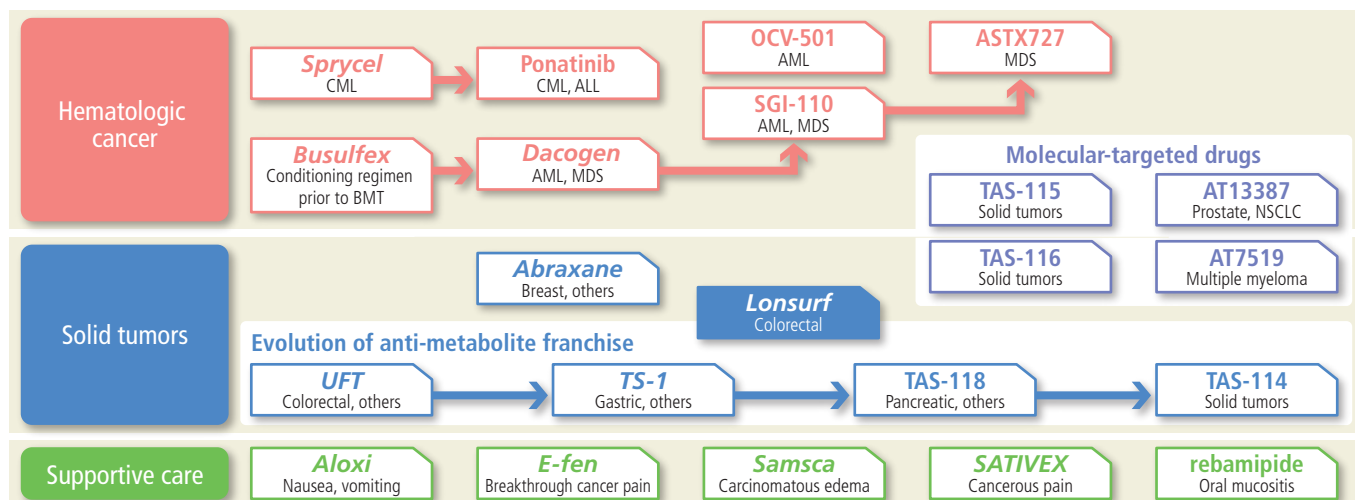 Hematologic
cancer
Sprycel
CML
Ponatinib
CML, ALL
OCV-501
AML
ASTX727
MDS
SGI-110
AML, MDS
Busulfex
Conditioning regimen
prior to BMT
Dacogen
AML, MDS
Molecular-targeted drugs
TAS-115
Solid tumors
AT13387
Prostate, NSCLC
TAS-116
Solid tumors
AT7519
Multiple myeloma
Solid tumors
Abraxane
Breast, others
Lonsurf
Colorectal
Evolution of anti-metabolite franchise
UFT
Colorectal, others
TS-1
Gastric, others
TAS-118
Pancreatic, others
TAS-114
Solid tumors
Supportive care
Aloxi
Nausea, vomiting
E-fen
Breakthrough cancer pain
Samsca
Carcinomatous edema
SATIVEX
Cancerous pain
rebamipide
Oral mucositis